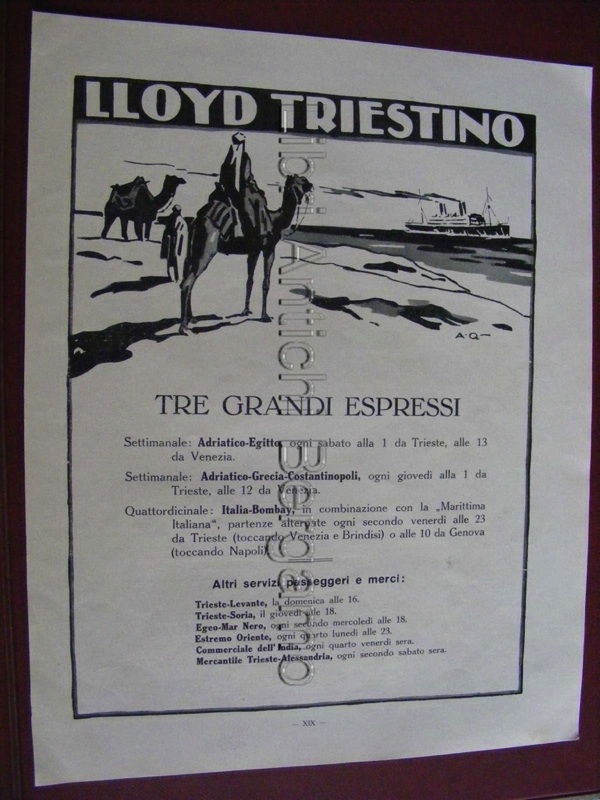 LLOYD TRIESTINO
A.Q—
TRE GRANDI ESPRESSI
Settimanale: Adriatico-Egitto, ogni sabato alla 1 da Trieste, alle 13
da Venezia.
Settimanale: Adriatico-Grecia-Costantinopoli, ogni giovedì alla 1 da
Trieste, alle 12 da Venezia.
Quattordicinale: Italia-Bombay, in combinazione con la „Marittima
Italiana“, partenze alternate ogni secondo venerdì alle 23
da Trieste (toccando Venezia e Brindisi) o alle 10 da Genova
(toccando Napoli).
Altri servizi passeggeri e merci:
Trieste-Levante, la domenica alle 16.
Trieste-Soria, il giovedì alle 18.
Egeo-Mar Nero, ogni secondo mercoledì alle 18.
Estremo Oriente, ogni quarto lunedì alle 23.
Commerciale dell'India, ogni quarto venerdì sera.
Mercantile Trieste-Alessandria, ogni secondo sabato sera.
— XIX —
Libri Antichi Bergamo